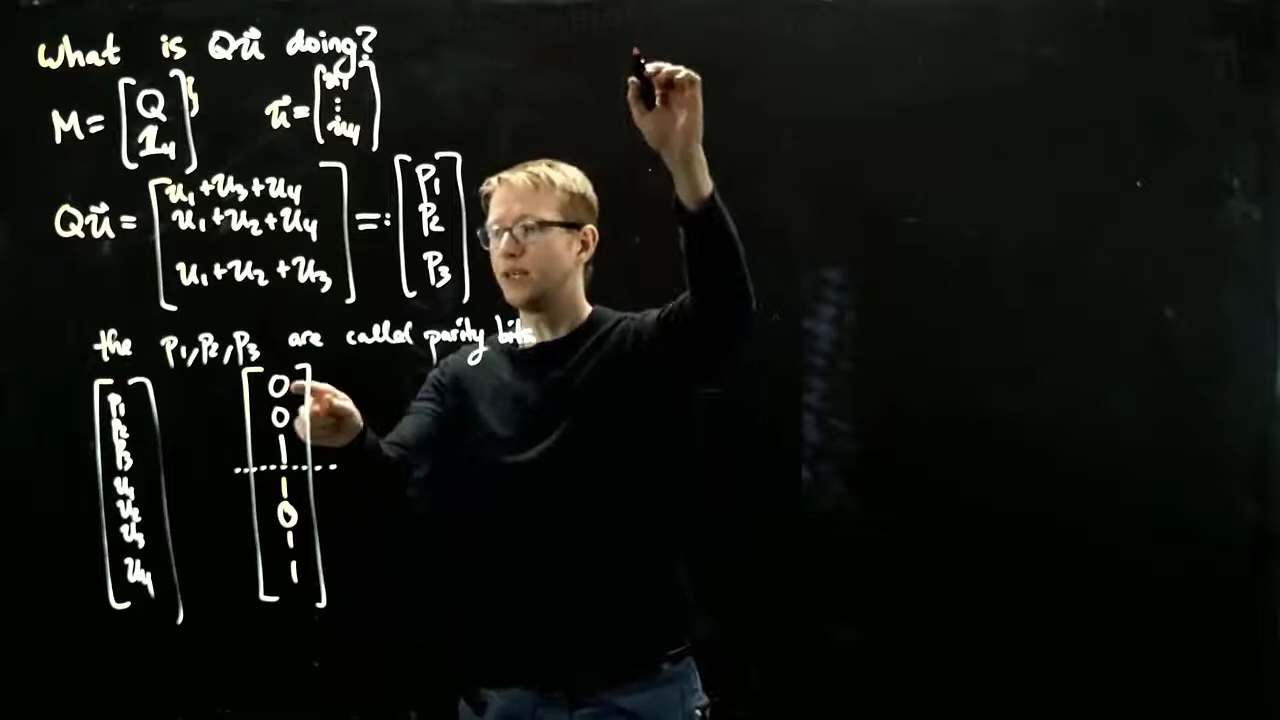 What is Qū⃗ doing?
M = [Q 1₄]} u⃗ = [u₁ ⋮ u₄]
Qu⃗ = [u₁+u₃+u₄ u₁+u₂+u₄ u₁+u₂+u₃] =: [p₁ p₂ p₃]
the p₁, p₂, p₃ are called parity bits
[p₁ p₂ p₃ u₁ u₂ u₃ u₄] [0 0 1 1 0 1 1]